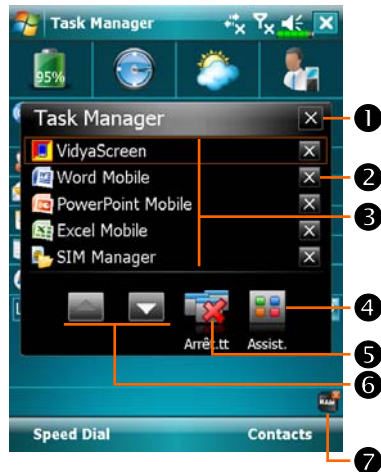 Task Manager
95%
Task Manager
1
VidyaScreen
Word Mobile
2
PowerPoint Mobile
3
Excel Mobile
SIM Manager
4
Arrêt.tt Assist.
5
6
RAM
Speed Dial Contacts
7